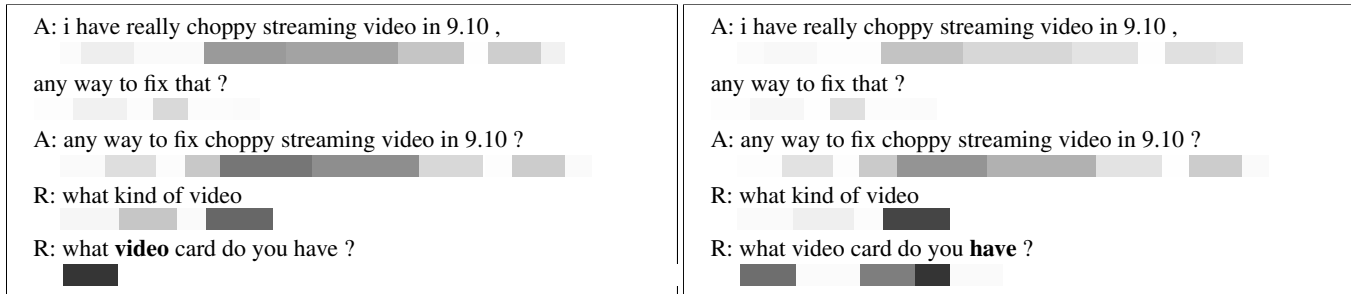 A: i have really choppy streaming video in 9.10 ,
any way to fix that ?
A: any way to fix choppy streaming video in 9.10 ?
R: what kind of video
R: what video card do you have ?
A: i have really choppy streaming video in 9.10 ,
any way to fix that ?
A: any way to fix choppy streaming video in 9.10 ?
R: what kind of video
R: what video card do you have ?